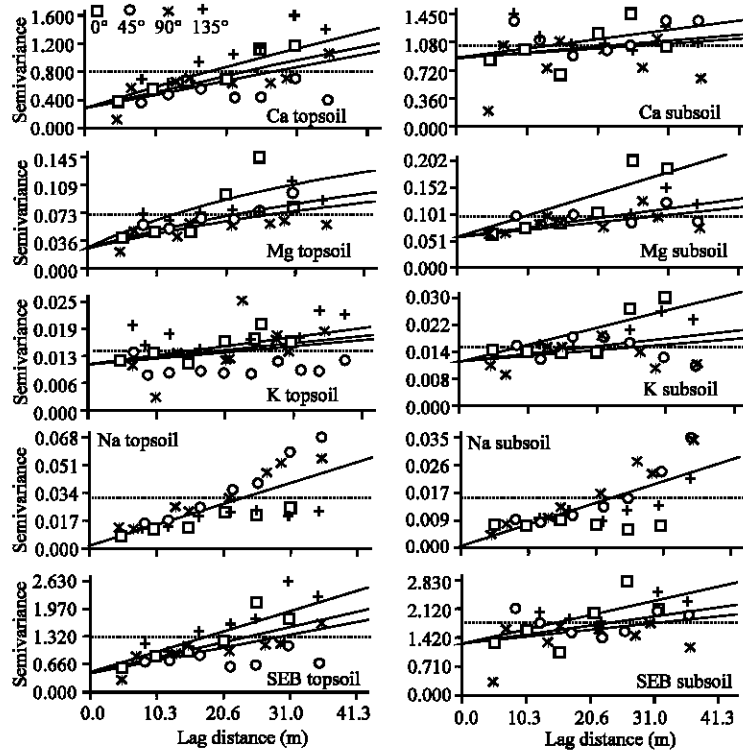 0° 45° 90° 135°
Semivariance
1.600
1.200
0.800
0.400
0.000
Ca topsoil
1.450
1.080
0.720
0.360
0.000
Ca subsoil
Semivariance
0.145
0.109
0.073
0.036
0.000
Mg topsoil
0.202
0.152
0.101
0.051
0.000
Mg subsoil
Semivariance
0.025
0.019
0.013
0.006
0.000
K topsoil
0.030
0.022
0.014
0.008
0.000
K subsoil
Semivariance
0.068
0.051
0.034
0.017
0.000
Na topsoil
0.035
0.026
0.017
0.009
0.000
Na subsoil
Semivariance
2.630
1.970
1.320
0.660
0.000
SEB topsoil
2.830
2.120
1.420
0.710
0.000
SEB subsoil
0.0 10.3 20.6 31.0 41.3
Lag distance (m)
0.0 10.3 20.6 31.0 41.3
Lag distance (m)